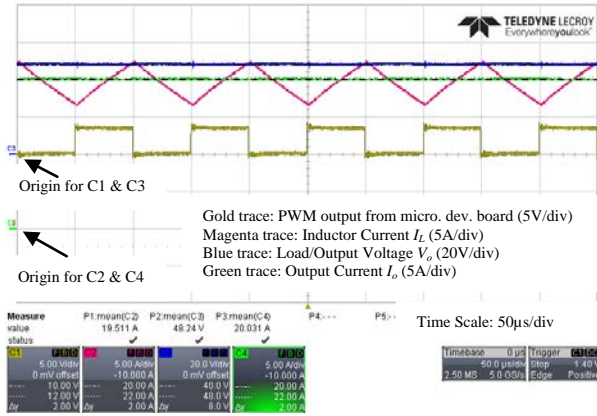 TELEDYNE LECROY
Everywhereyoulook
C3
Origin for C1 & C3
Gold trace: PWM output from micro. dev. board (5V/div)
Magenta trace: Inductor Current IL (5A/div)
Blue trace: Load/Output Voltage Vo (20V/div)
Green trace: Output Current Io (5A/div)
Origin for C2 & C4
Time Scale: 50µs/div
Measure P1:mean(C2) P2:mean(C3) P3:mean(C4) P4:- - - P5:-
value 19.511 A 48.24 V 20.031 A
status
C1 C2 C4
5.00 V/div 5.00 A/div 20.0 V/div 5.00 A/div
0 mV offset -10.000 A 0 mV offset -10.000 A
10.00 V 20.00 A 40.0 V 20.00 A
12.00 V 22.00 A 48.0 V 22.00 A
Δy 2.00 V Δy 2.00 A Δy 8.0 V Δy 2.00 A
Timebase 0 µs Trigger C1 DC
50.0 µs/div Stop 1.40 V
2.50 MS 5.0 GS/s Edge Positive